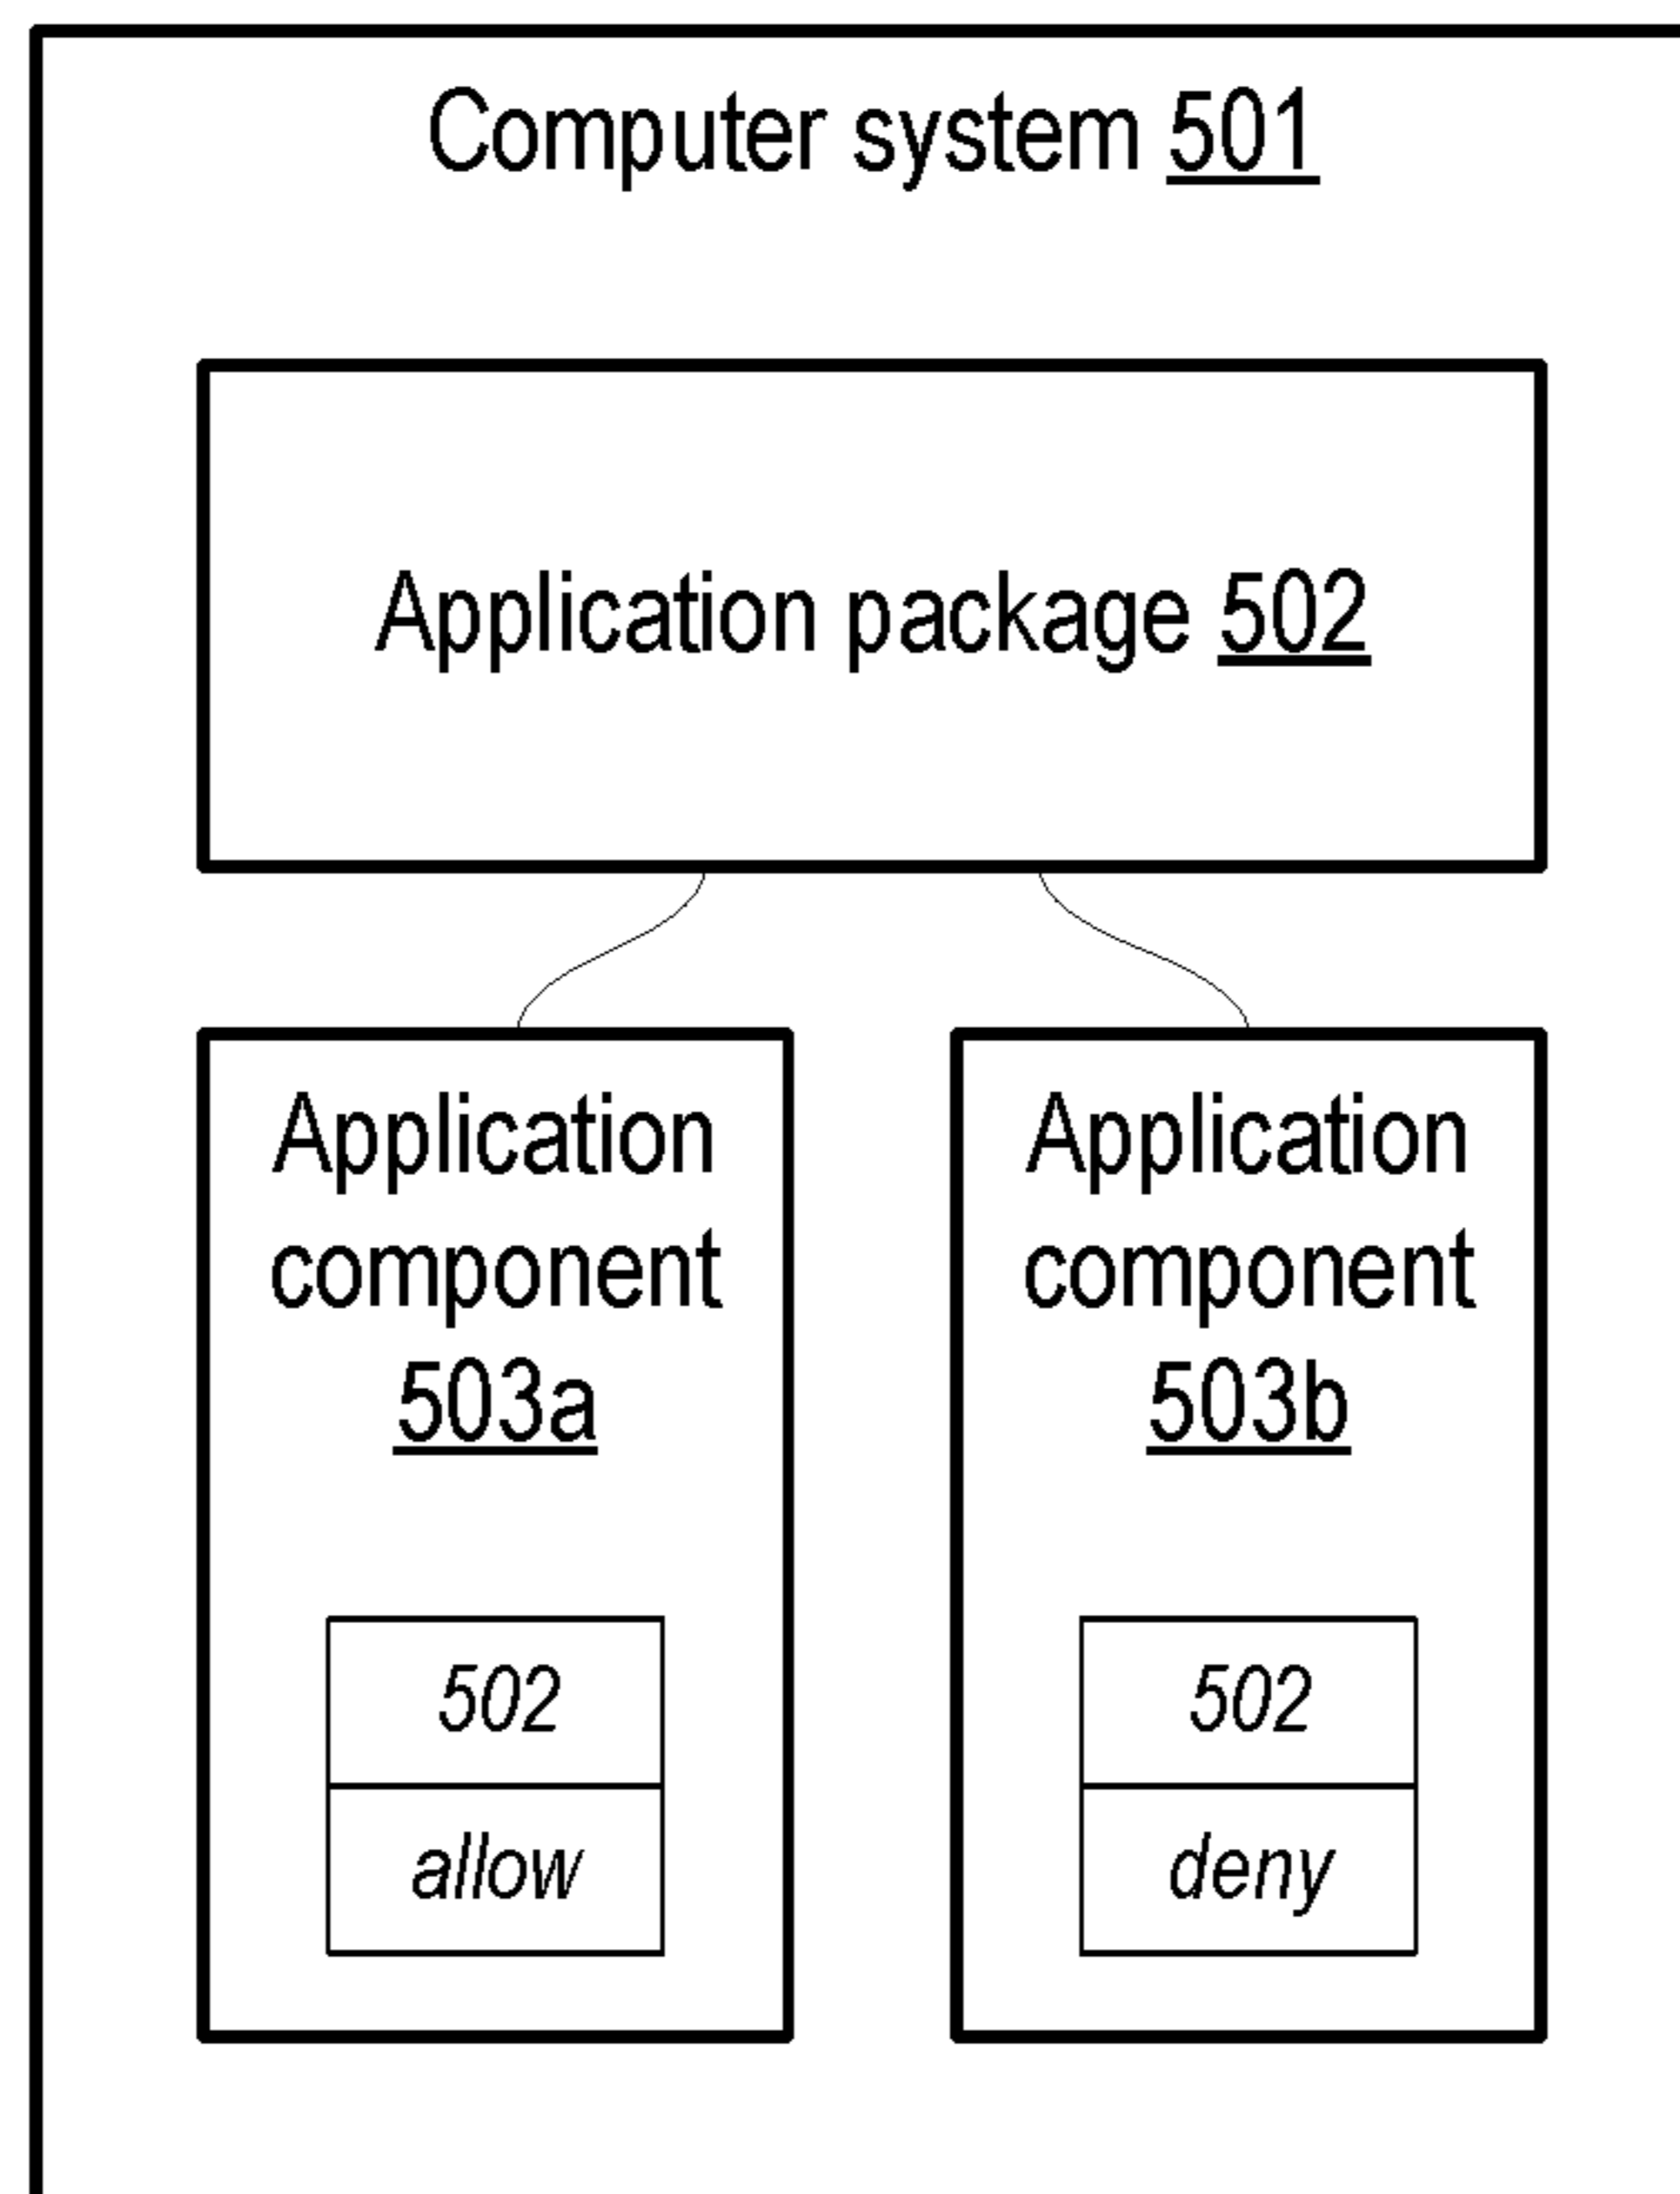 Computer system 501
Application package 502
Application
component
503a
502
allow
Application
component
503b
502
deny